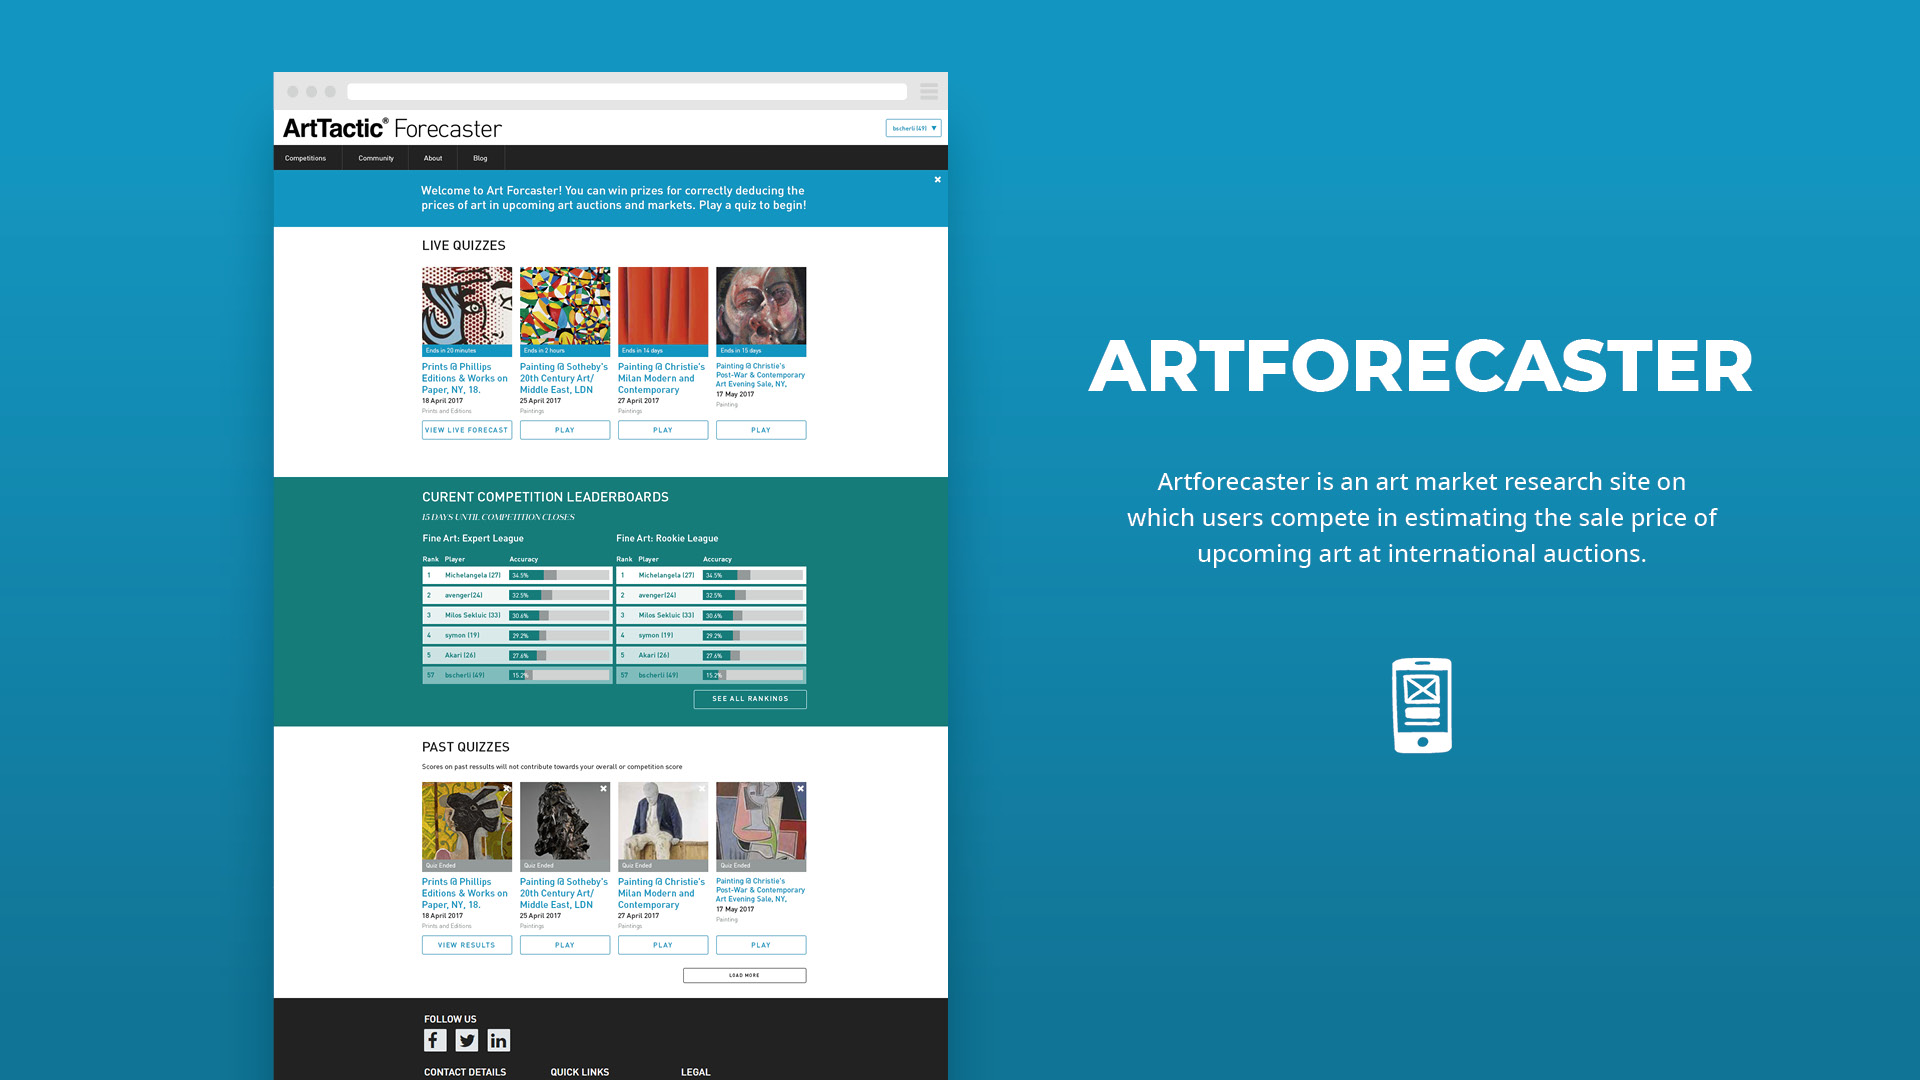 ArtTactic® Forecaster
bscherli (49) ▼
Competitions
Community
About
Blog
Welcome to Art Forcaster! You can win prizes for correctly deducing the
prices of art in upcoming art auctions and markets. Play a quiz to begin!
LIVE QUIZZES
Ends in 20 minutes
Prints @ Phillips
Editions & Works on
Paper, NY, 18.
18 April 2017
Prints and Editions
VIEW LIVE FORECAST
Ends in 2 hours
Painting @ Sotheby's
20th Century Art/
Middle East, LDN
25 April 2017
Paintings
PLAY
Ends in 14 days
Painting @ Christie's
Milan Modern and
Contemporary
27 April 2017
Paintings
PLAY
Ends in 15 days
Painting @ Christie's
Post-War & Contemporary
Art Evening Sale, NY,
17 May 2017
Painting
PLAY
CURENT COMPETITION LEADERBOARDS
15 DAYS UNTIL COMPETITION CLOSES
Fine Art: Expert League
Rank Player Accuracy
1 Michelangela (27) 34.5%
2 avenger(24) 32.5%
3 Milos Sekluic (33) 30.6%
4 symon (19) 29.2%
5 Akari (26) 27.6%
57 bscherli (49) 15.2%
Fine Art: Rookie League
Rank Player Accuracy
1 Michelangela (27) 34.5%
2 avenger(24) 32.5%
3 Milos Sekluic (33) 30.6%
4 symon (19) 29.2%
5 Akari (26) 27.6%
57 bscherli (49) 15.2%
SEE ALL RANKINGS
PAST QUIZZES
Scores on past ressults will not contribute towards your overall or competition score
Quiz Ended
Prints @ Phillips
Editions & Works on
Paper, NY, 18.
18 April 2017
Prints and Editions
VIEW RESULTS
Quiz Ended
Painting @ Sotheby's
20th Century Art/
Middle East, LDN
25 April 2017
Paintings
PLAY
Quiz Ended
Painting @ Christie's
Milan Modern and
Contemporary
27 April 2017
Paintings
PLAY
Quiz Ended
Painting @ Christie's
Post-War & Contemporary
Art Evening Sale, NY,
17 May 2017
Painting
PLAY
LOAD MORE
FOLLOW US
CONTACT DETAILS
QUICK LINKS
LEGAL
ARTFORECASTER
Artforecaster is an art market research site on
which users compete in estimating the sale price of
upcoming art at international auctions.